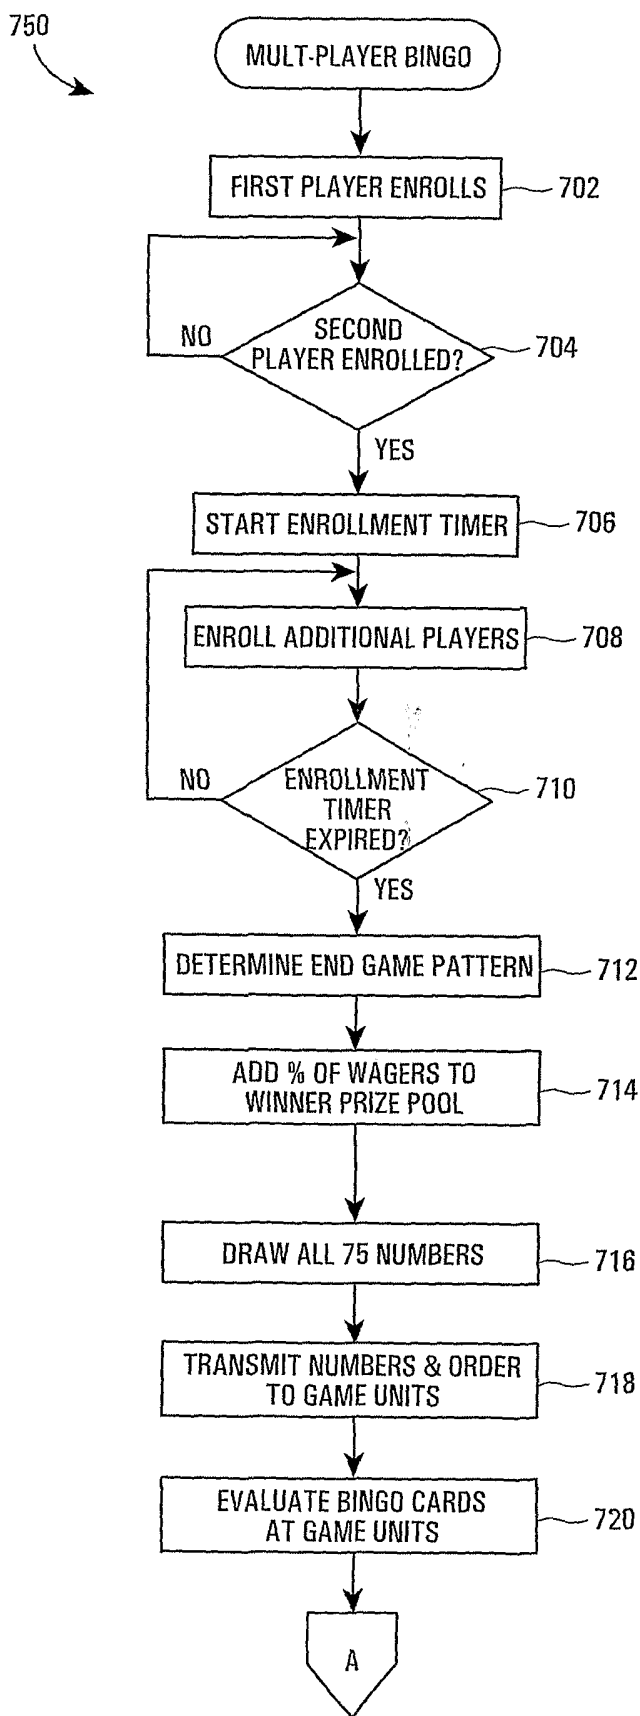 750
MULT-PLAYER BINGO
FIRST PLAYER ENROLLS
702
NO
SECOND
PLAYER ENROLLED?
704
YES
START ENROLLMENT TIMER
706
ENROLL ADDITIONAL PLAYERS
708
NO
ENROLLMENT
TIMER
EXPIRED?
710
YES
DETERMINE END GAME PATTERN
712
ADD % OF WAGERS TO
WINNER PRIZE POOL
714
DRAW ALL 75 NUMBERS
716
TRANSMIT NUMBERS & ORDER
TO GAME UNITS
718
EVALUATE BINGO CARDS
AT GAME UNITS
720
A